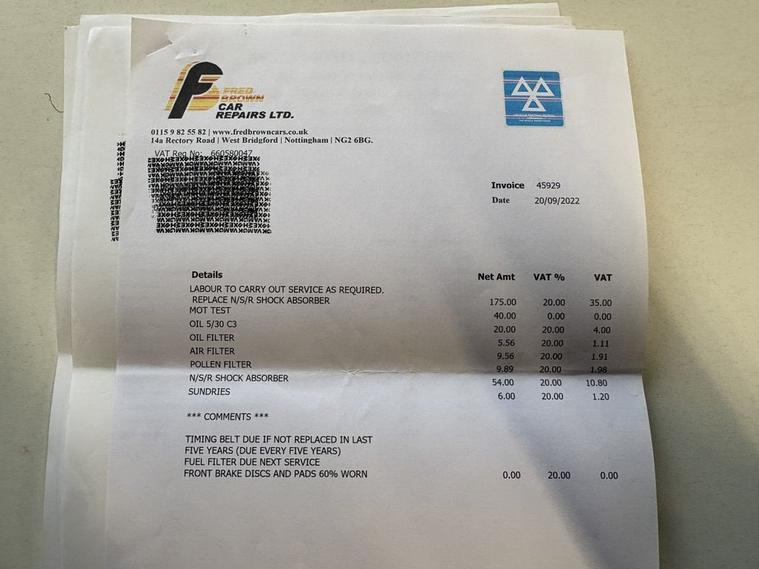 FRED
BROWN
CAR
REPAIRS LTD.
0115 9 82 55 82 | www.fredbrowncars.co.uk
14a Rectory Road | West Bridgford | Nottingham | NG2 6BG.
VAT Reg No: 660580047
Invoice 45929
Date 20/09/2022
Details Net Amt VAT % VAT
LABOUR TO CARRY OUT SERVICE AS REQUIRED.
REPLACE N/S/R SHOCK ABSORBER 175.00 20.00 35.00
MOT TEST 40.00 0.00 0.00
OIL 5/30 C3 20.00 20.00 4.00
OIL FILTER 5.56 20.00 1.11
AIR FILTER 9.56 20.00 1.91
POLLEN FILTER 9.89 20.00 1.98
N/S/R SHOCK ABSORBER 54.00 20.00 10.80
SUNDRIES 6.00 20.00 1.20
*** COMMENTS ***
TIMING BELT DUE IF NOT REPLACED IN LAST
FIVE YEARS (DUE EVERY FIVE YEARS)
FUEL FILTER DUE NEXT SERVICE
FRONT BRAKE DISCS AND PADS 60% WORN 0.00 20.00 0.00